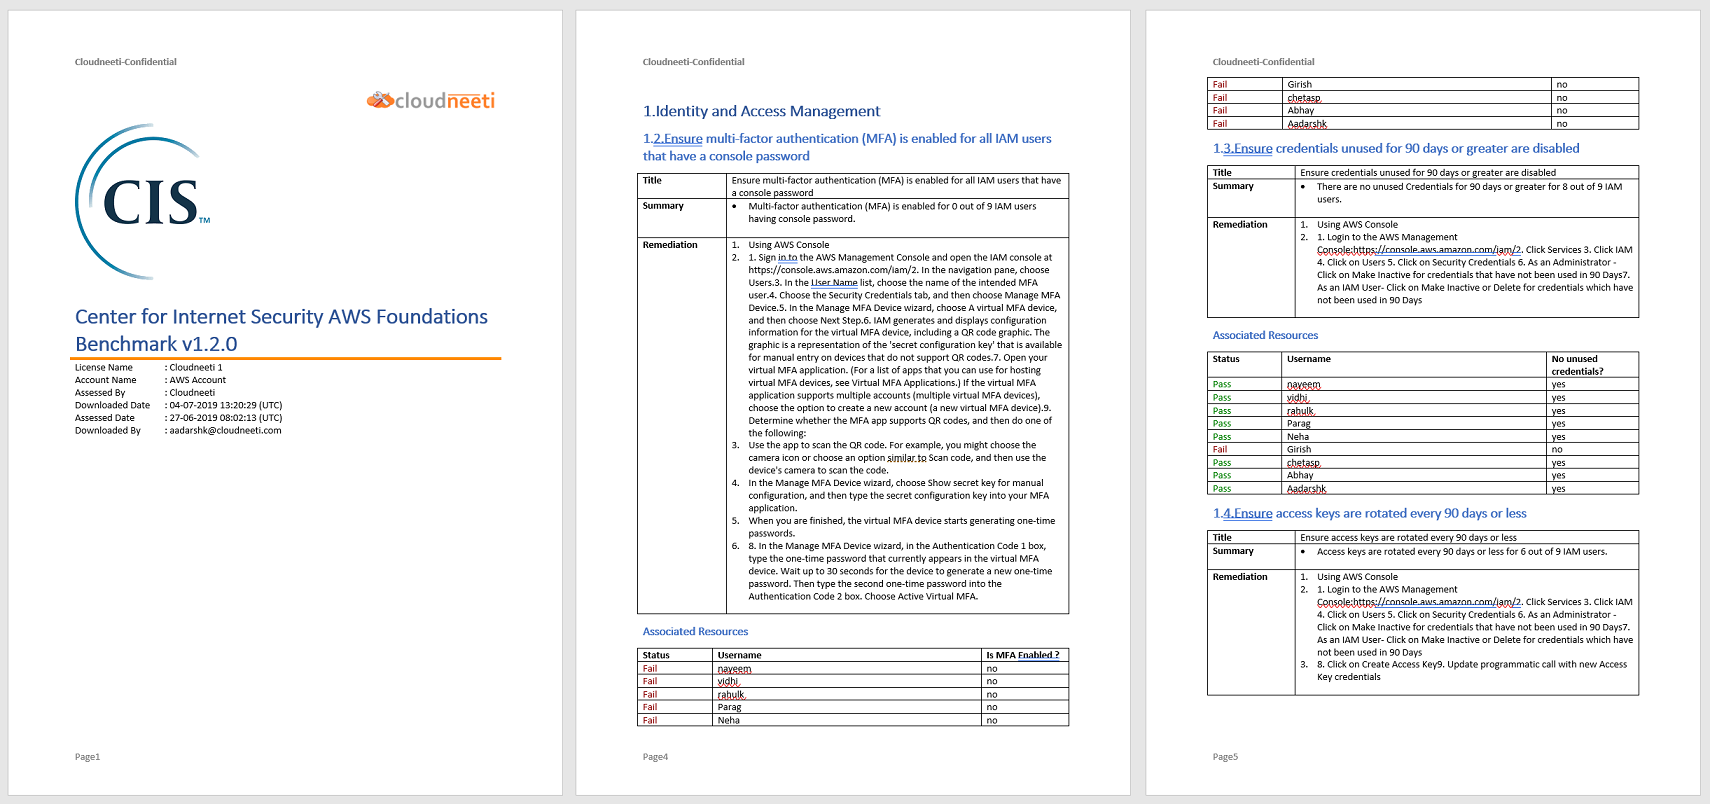 Cloudneeti-Confidential
cloudneeti
CIS™
Center for Internet Security AWS Foundations
Benchmark v1.2.0
License Name : Cloudneeti 1
Account Name : AWS Account
Assessed By : Cloudneeti
Downloaded Date : 04-07-2019 13:20:29 (UTC)
Assessed Date : 27-06-2019 08:02:13 (UTC)
Downloaded By : aadarshk@cloudneeti.com
Page1
Cloudneeti-Confidential
1.Identity and Access Management
1.2.Ensure multi-factor authentication (MFA) is enabled for all IAM users
that have a console password
Title Ensure multi-factor authentication (MFA) is enabled for all IAM users that have
a console password
Summary • Multi-factor authentication (MFA) is enabled for 0 out of 9 IAM users
having console password.
Remediation 1. Using AWS Console
2. 1. Sign in to the AWS Management Console and open the IAM console at
https://console.aws.amazon.com/iam/2. In the navigation pane, choose
Users.3. In the User Name list, choose the name of the intended MFA
user.4. Choose the Security Credentials tab, and then choose Manage MFA
Device.5. In the Manage MFA Device wizard, choose A virtual MFA device,
and then choose Next Step.6. IAM generates and displays configuration
information for the virtual MFA device, including a QR code graphic. The
graphic is a representation of the 'secret configuration key' that is available
for manual entry on devices that do not support QR codes.7. Open your
virtual MFA application. (For a list of apps that you can use for hosting
virtual MFA devices, see Virtual MFA Applications.) If the virtual MFA
application supports multiple accounts (multiple virtual MFA devices),
choose the option to create a new account (a new virtual MFA device).9.
Determine whether the MFA app supports QR codes, and then do one of
the following:
3. Use the app to scan the QR code. For example, you might choose the
camera icon or choose an option similar to Scan code, and then use the
device's camera to scan the code.
4. In the Manage MFA Device wizard, choose Show secret key for manual
configuration, and then type the secret configuration key into your MFA
application.
5. When you are finished, the virtual MFA device starts generating one-time
passwords.
6. 8. In the Manage MFA Device wizard, in the Authentication Code 1 box,
type the one-time password that currently appears in the virtual MFA
device. Wait up to 30 seconds for the device to generate a new one-time
password. Then type the second one-time password into the
Authentication Code 2 box. Choose Active Virtual MFA.
Associated Resources
Status Username Is MFA Enabled ?
Fail nayeem no
Fail vidhi no
Fail rahulk no
Fail Parag no
Fail Neha no
Page4
Cloudneeti-Confidential
Fail Girish no
Fail chetasp no
Fail Abhay no
Fail Aadarshk no
1.3.Ensure credentials unused for 90 days or greater are disabled
Title Ensure credentials unused for 90 days or greater are disabled
Summary • There are no unused Credentials for 90 days or greater for 8 out of 9 IAM
users.
Remediation 1. Using AWS Console
2. 1. Login to the AWS Management
Console:https://console.aws.amazon.com/iam/2. Click Services 3. Click IAM
4. Click on Users 5. Click on Security Credentials 6. As an Administrator -
Click on Make Inactive for credentials that have not been used in 90 Days7.
As an IAM User- Click on Make Inactive or Delete for credentials which have
not been used in 90 Days
Associated Resources
Status Username No unused
credentials?
Pass nayeem yes
Pass vidhi yes
Pass rahulk yes
Pass Parag yes
Pass Neha yes
Fail Girish no
Pass chetasp yes
Pass Abhay yes
Pass Aadarshk yes
1.4.Ensure access keys are rotated every 90 days or less
Title Ensure access keys are rotated every 90 days or less
Summary • Access keys are rotated every 90 days or less for 6 out of 9 IAM users.
Remediation 1. Using AWS Console
2. 1. Login to the AWS Management
Console:https://console.aws.amazon.com/iam/2. Click Services 3. Click IAM
4. Click on Users 5. Click on Security Credentials 6. As an Administrator -
Click on Make Inactive for credentials that have not been used in 90 Days7.
As an IAM User- Click on Make Inactive or Delete for credentials which have
not been used in 90 Days
3. 8. Click on Create Access Key9. Update programmatic call with new Access
Key credentials
Page5